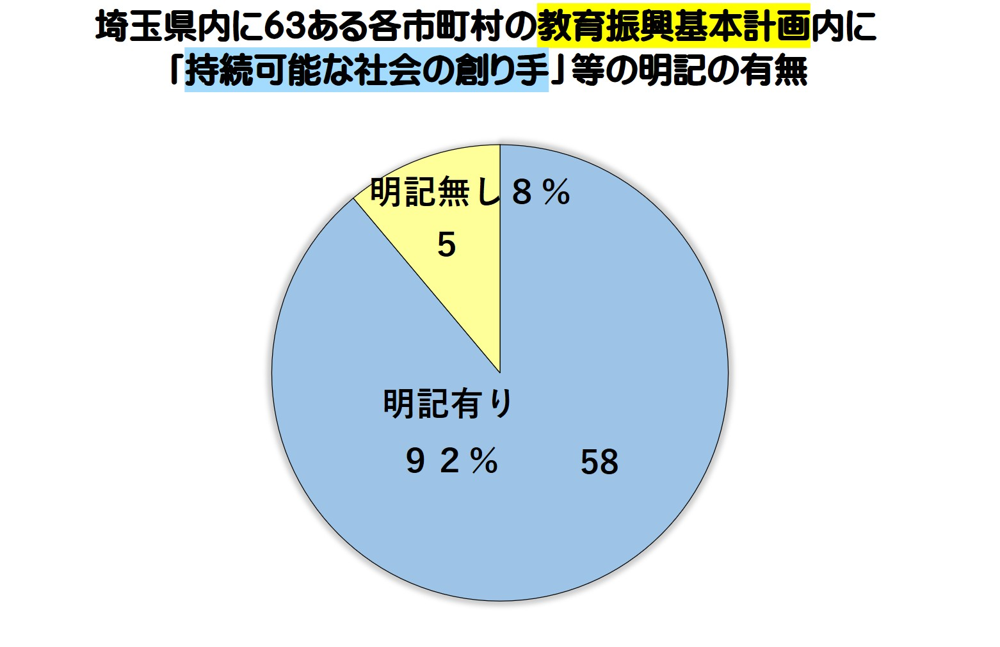 埼玉県内に63ある各市町村の教育振興基本計画内に
「持続可能な社会の創り手」等の明記の有無
明記無し８％
5
明記有り
９２％ 58